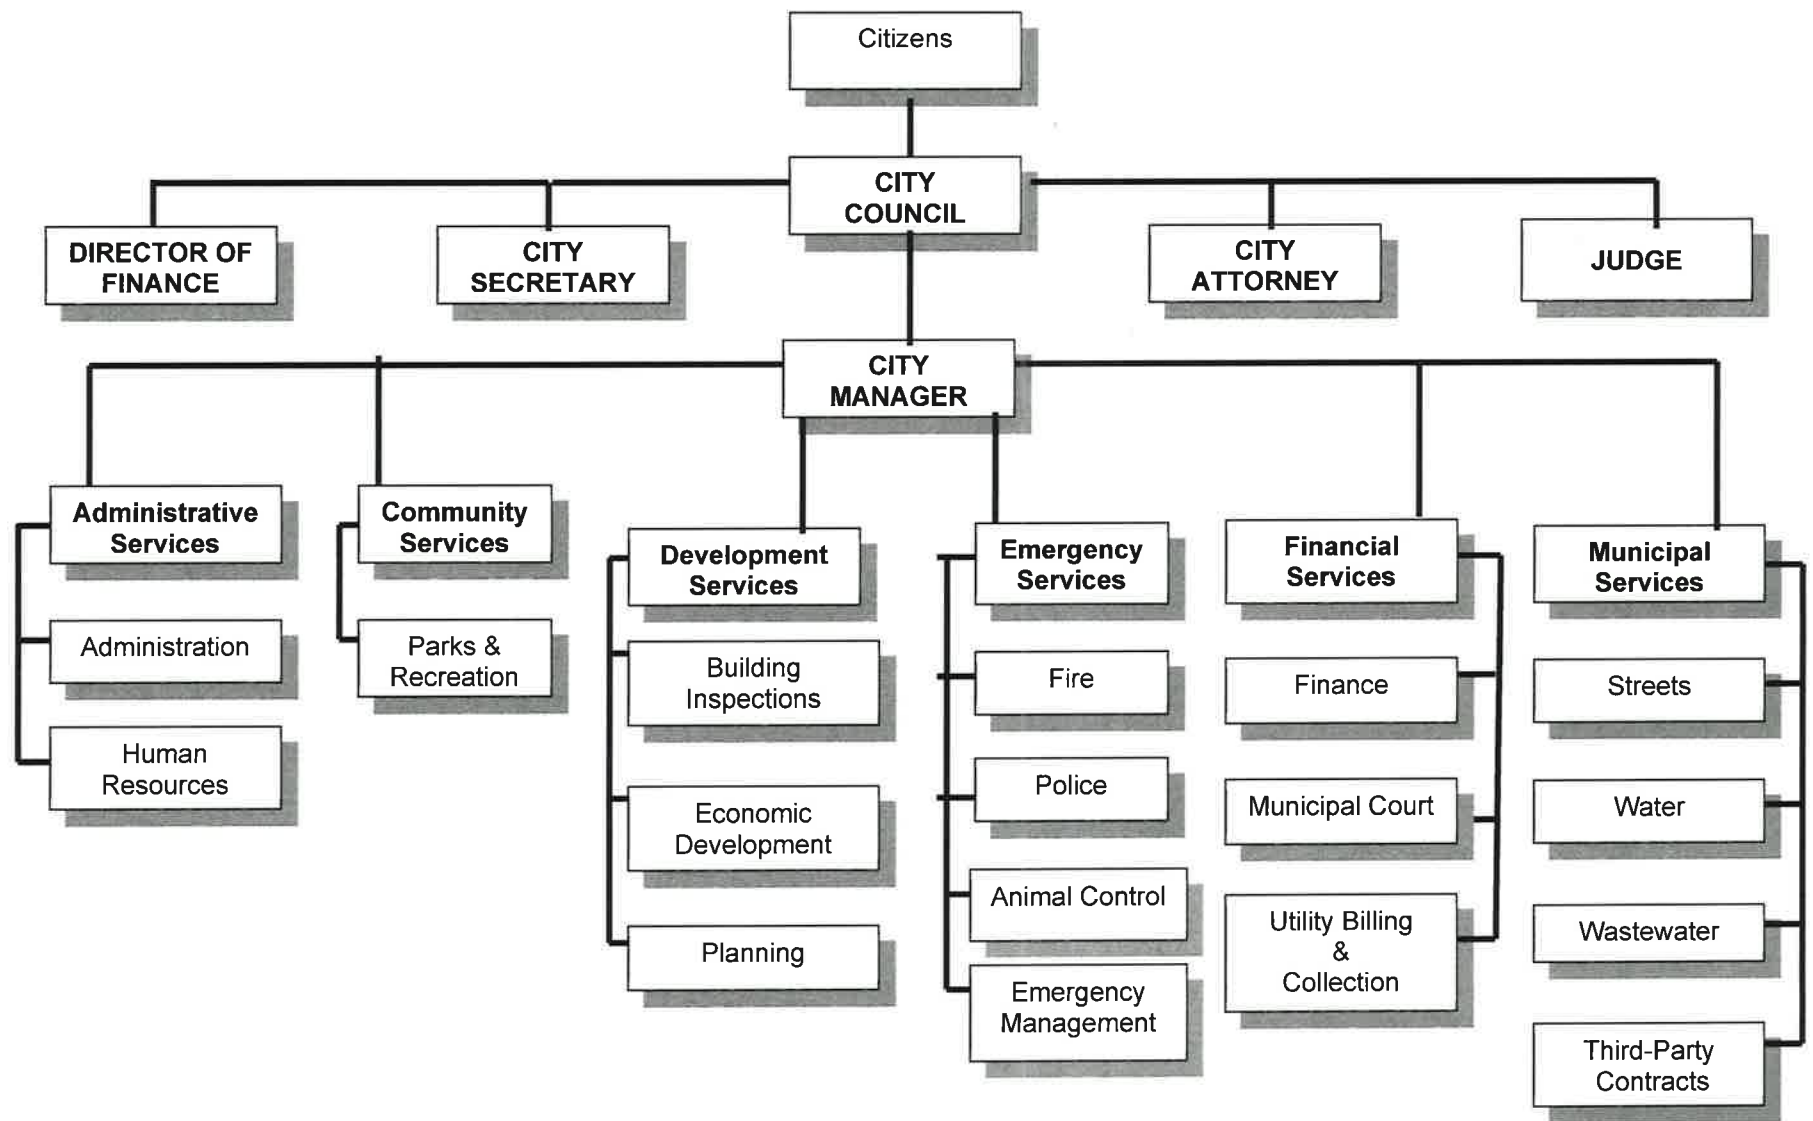 Citizens
CITY
COUNCIL
DIRECTOR OF
FINANCE
CITY
SECRETARY
CITY
ATTORNEY
JUDGE
CITY
MANAGER
Administrative
Services
Administration
Human
Resources
Community
Services
Parks &
Recreation
Development
Services
Building
Inspections
Economic
Development
Planning
Emergency
Services
Fire
Police
Animal Control
Emergency
Management
Financial
Services
Finance
Municipal Court
Utility Billing
&
Collection
Municipal
Services
Streets
Water
Wastewater
Third-Party
Contracts